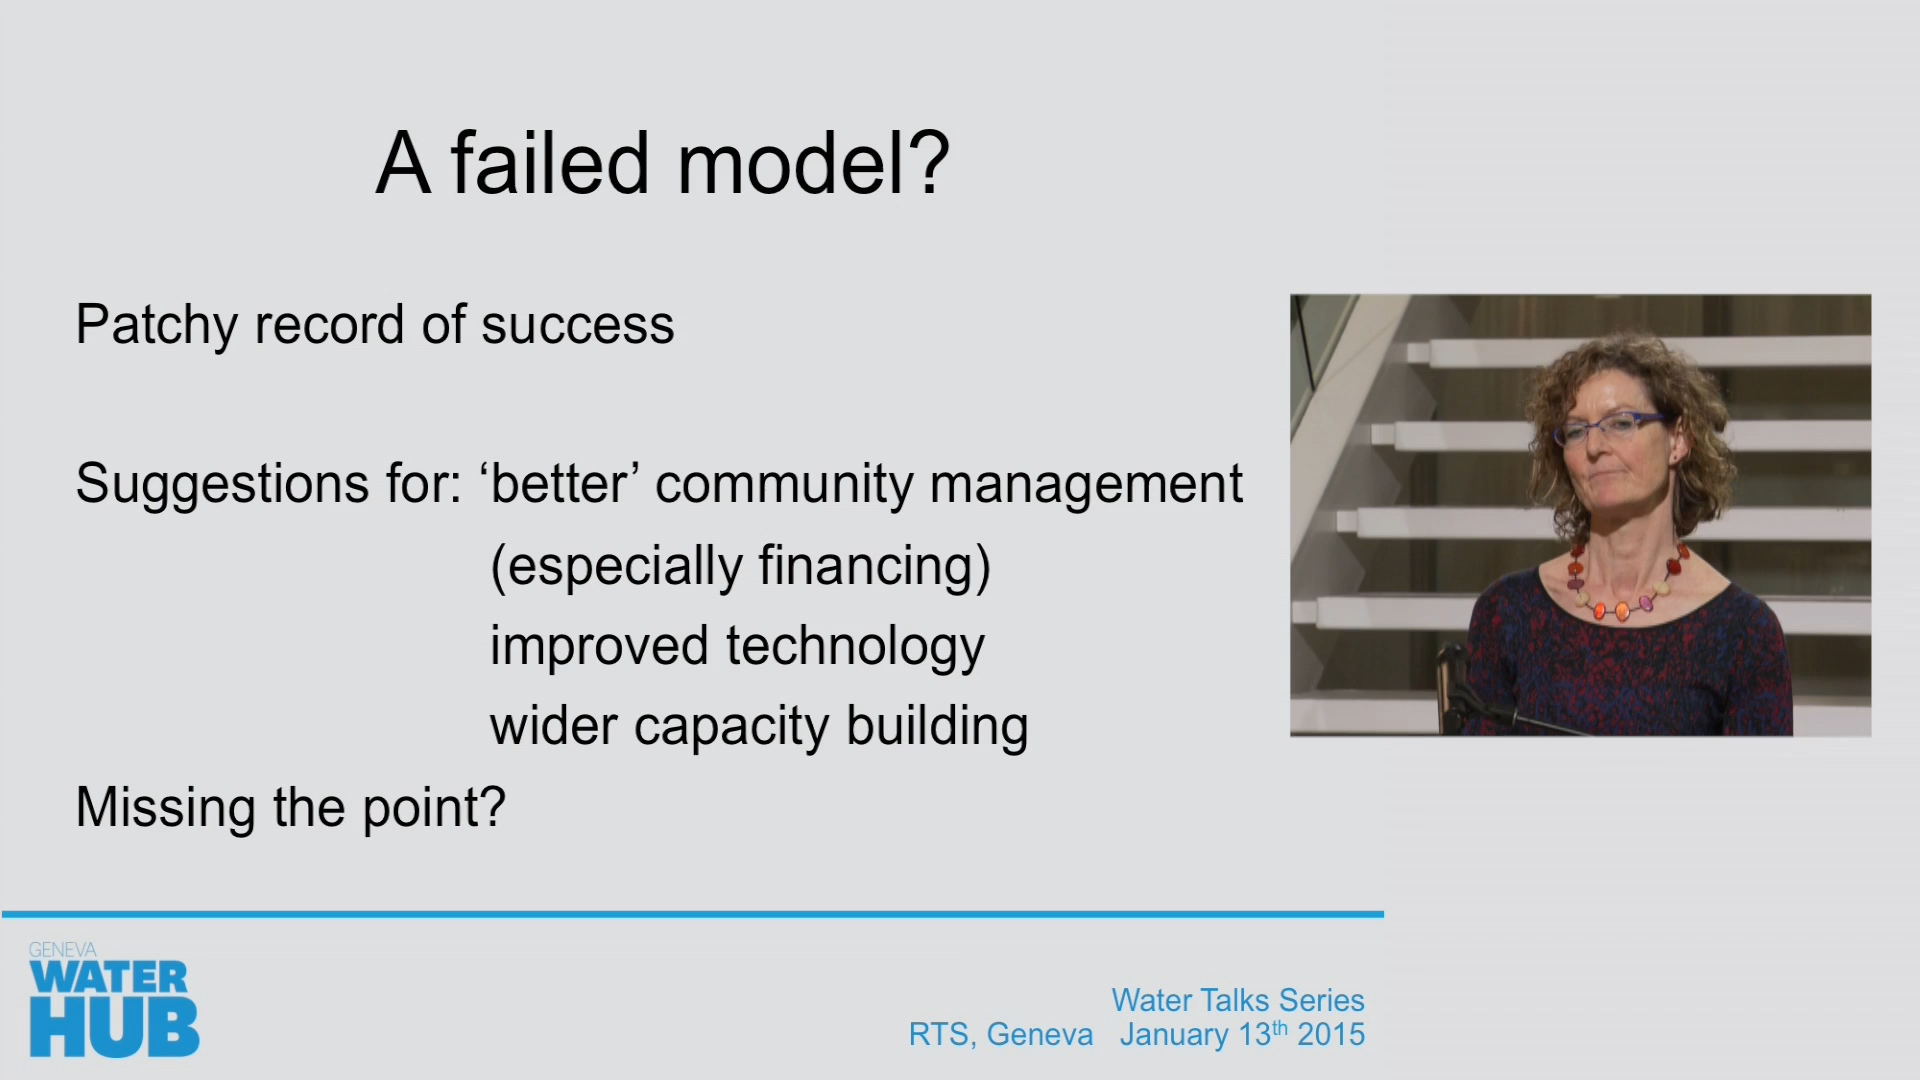 A failed model?
Patchy record of success
Suggestions for: ‘better’ community management
(especially financing)
improved technology
wider capacity building
Missing the point?
GENEVA
WATER
HUB
Water Talks Series
RTS, Geneva January 13th 2015